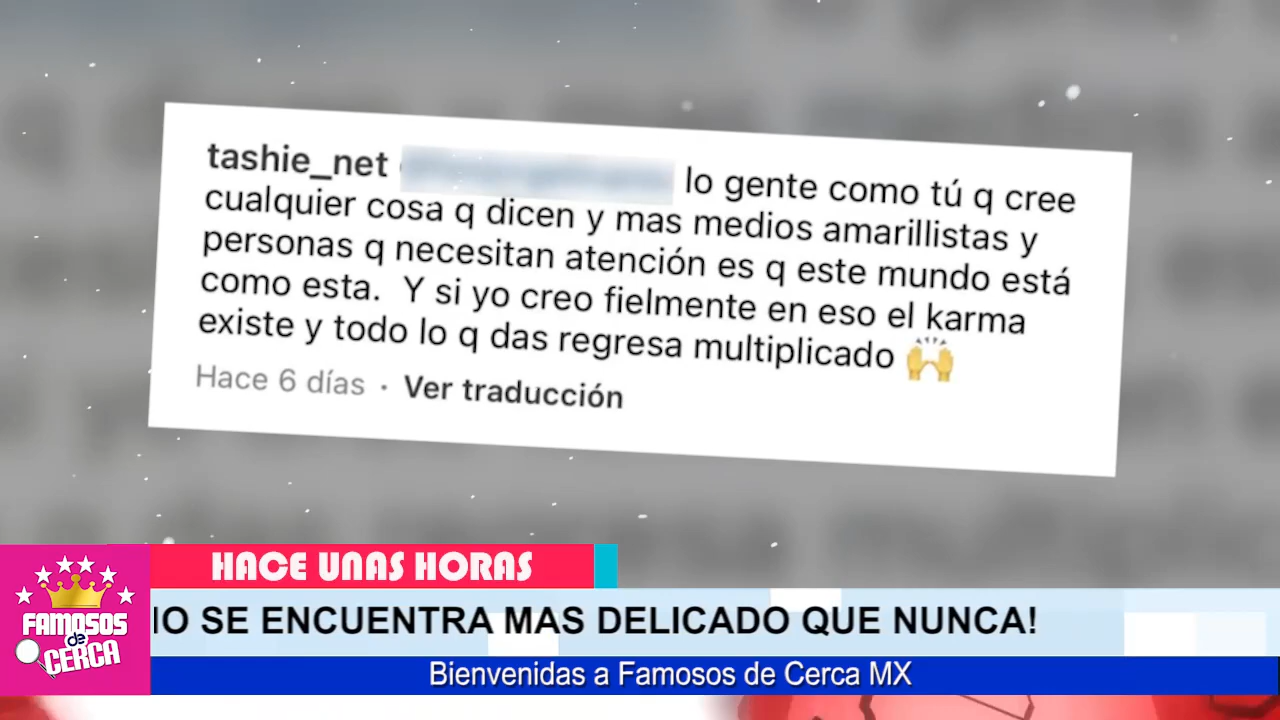 tashie_net lo gente como tú q cree
cualquier cosa q dicen y mas medios amarillistas y
personas q necesitan atención es q este mundo está
como esta. Y si yo creo fielmente en eso el karma
existe y todo lo q das regresa multiplicado 🙌
Hace 6 días · Ver traducción
HACE UNAS HORAS
SE ENCUENTRA MAS DELICADO QUE NUNCA!
FAMOSOS
de
CERCA
Bienvenidas a Famosos de Cerca MX